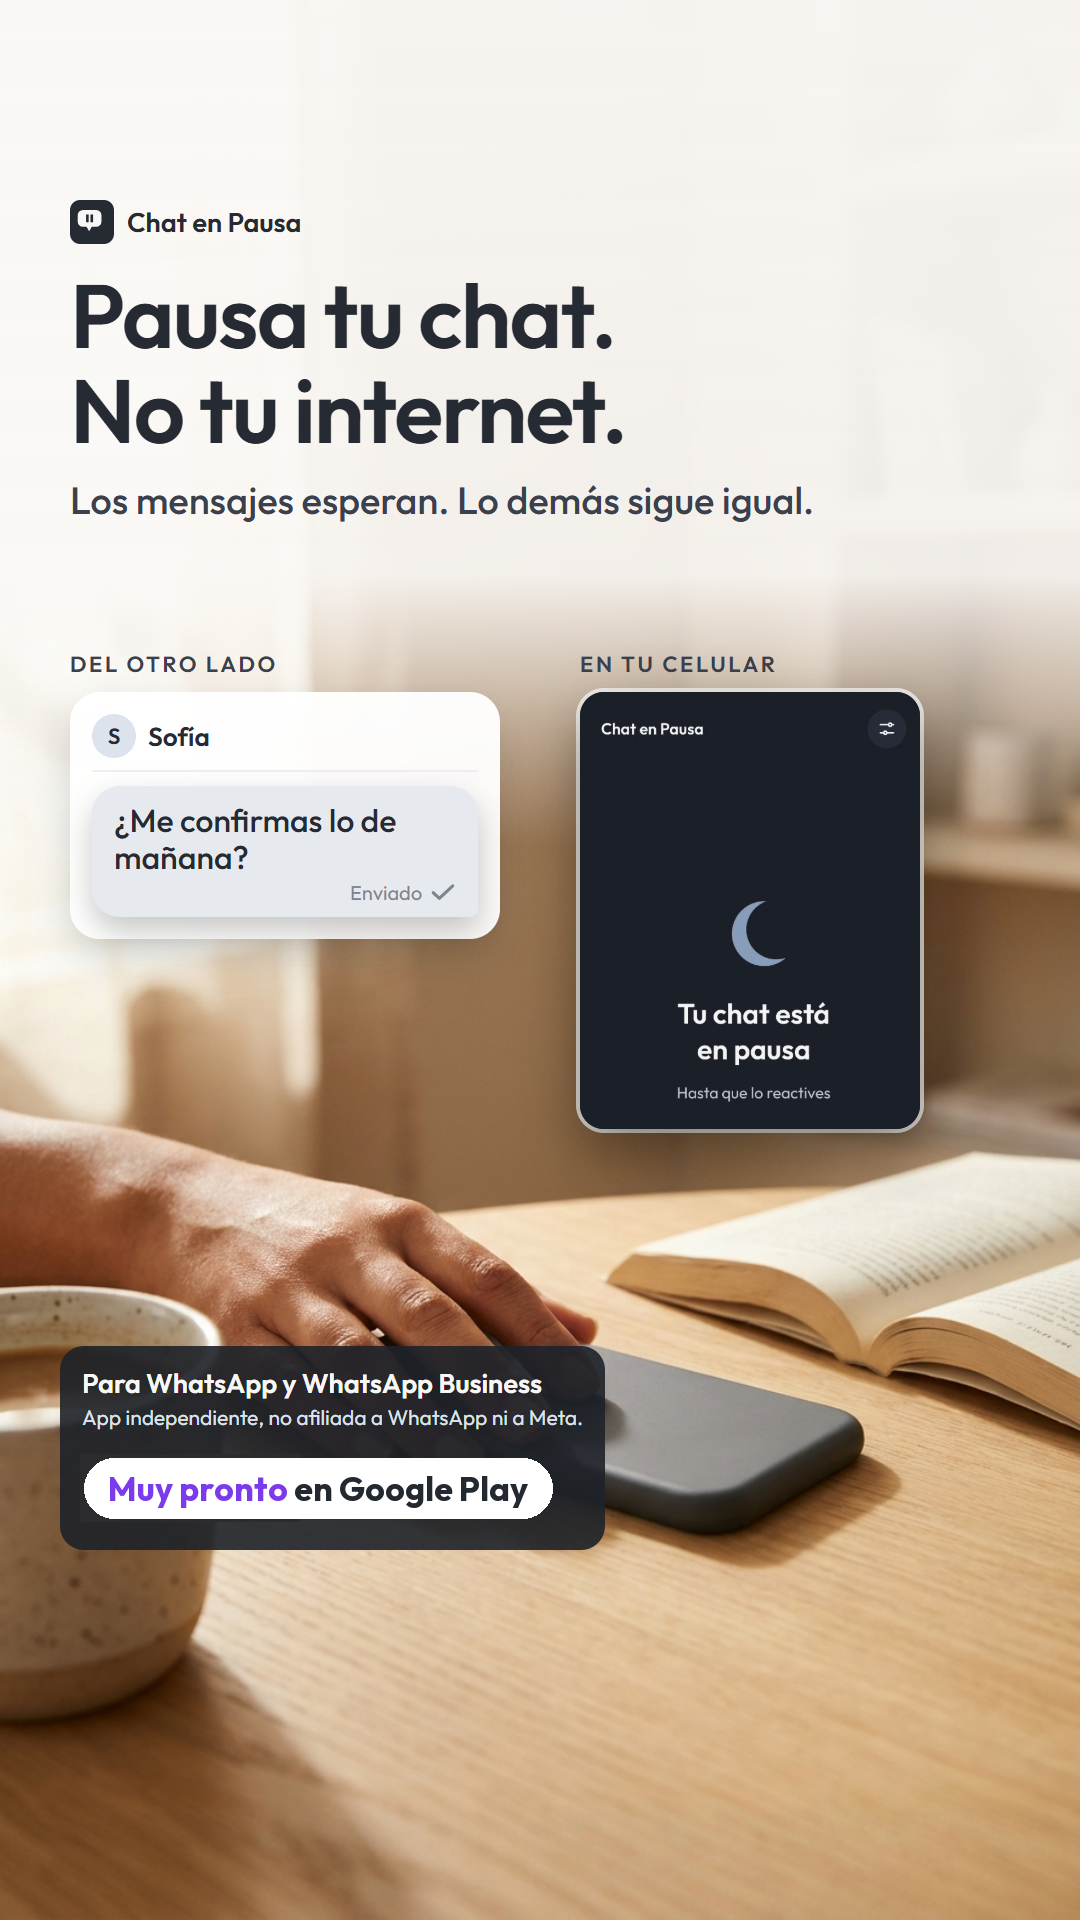 Chat en Pausa
Pausa tu chat.
No tu internet.
Los mensajes esperan. Lo demás sigue igual.
DEL OTRO LADO
S Sofía
¿Me confirmas lo de
mañana?
Enviado
EN TU CELULAR
Chat en Pausa
Tu chat está
en pausa
Hasta que lo reactives
Para WhatsApp y WhatsApp Business
App independiente, no afiliada a WhatsApp ni a Meta.
Muy pronto en Google Play